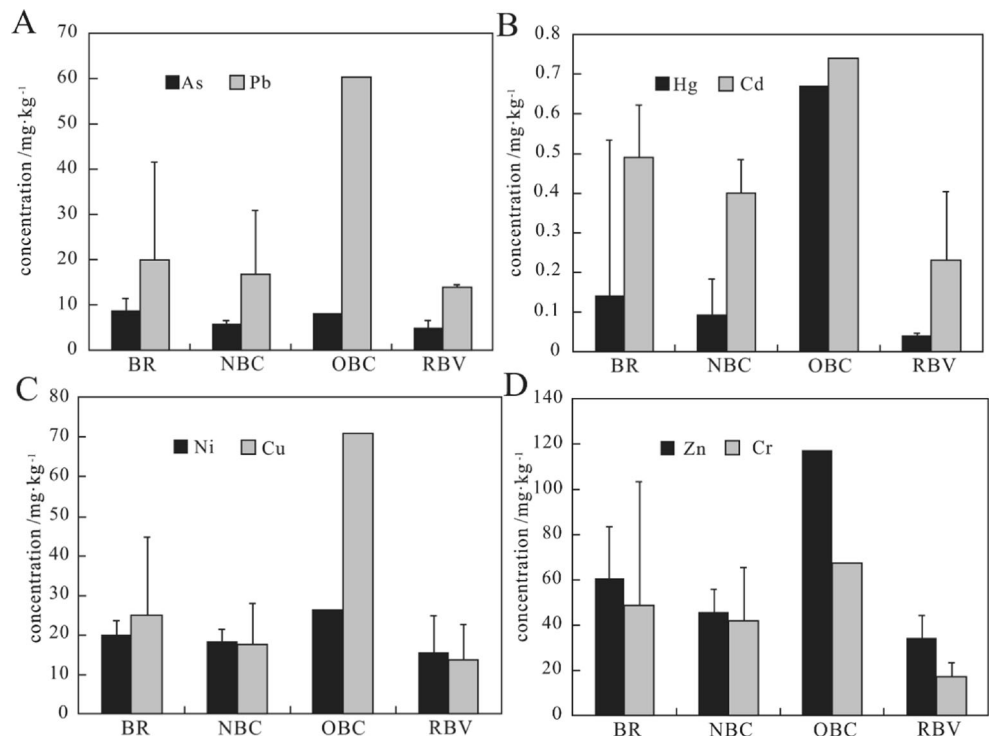 A
concentration /mg·kg⁻¹
70
60
50
40
30
20
10
0
As Pb
BR NBC OBC RBV
B
concentration /mg·kg⁻¹
0.8
0.7
0.6
0.5
0.4
0.3
0.2
0.1
0
Hg Cd
BR NBC OBC RBV
C
concentration /mg·kg⁻¹
80
70
60
50
40
30
20
10
0
Ni Cu
BR NBC OBC RBV
D
concentration /mg·kg⁻¹
140
120
100
80
60
40
20
0
Zn Cr
BR NBC OBC RBV